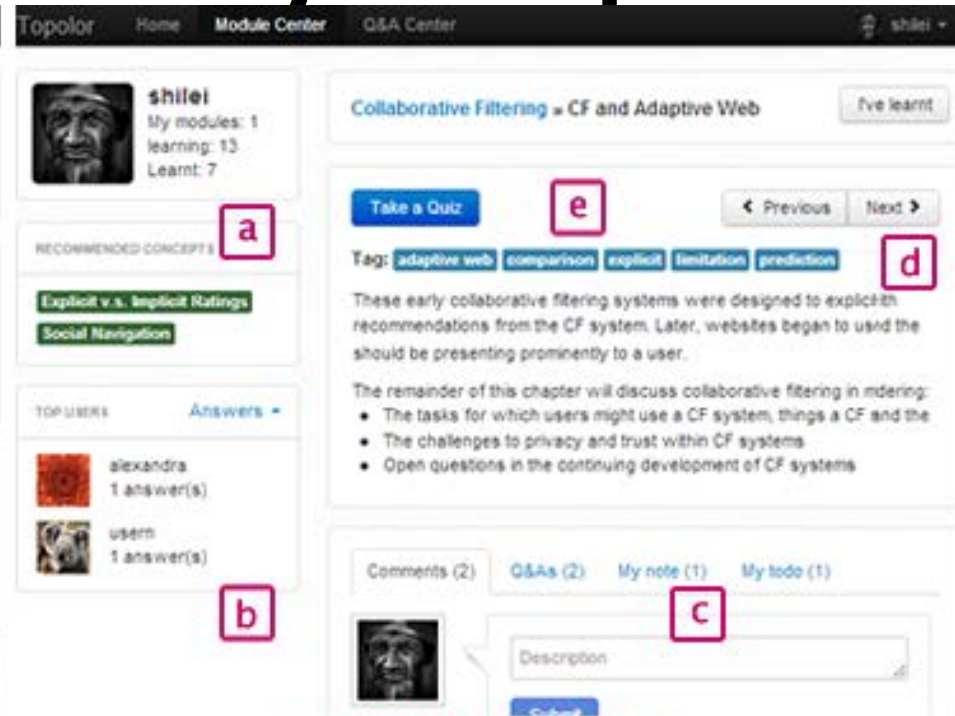 Topolor Home Module Center Q&A Center shilei
shilei
My modules: 1
learning: 13
Learnt: 7
a
RECOMMENDED CONCEPTS
Explicit v.s. Implicit Ratings
Social Navigation
TOP USERS Answers
alexandra
1 answer(s)
usern
1 answer(s)
b
Collaborative Filtering » CF and Adaptive Web I've learnt
Take a Quiz e Previous Next
d
Tag: adaptive web comparison explicit limitation prediction
These early collaborative filtering systems were designed to explickith
recommendations from the CF system. Later, websites began to usnd the
should be presenting prominently to a user.
The remainder of this chapter will discuss collaborative filtering in mdering:
• The tasks for which users might use a CF system, things a CF and the
• The challenges to privacy and trust within CF systems
• Open questions in the continuing development of CF systems
Comments (2) Q&As (2) My note (1) My todo (1)
c
Description
Submit